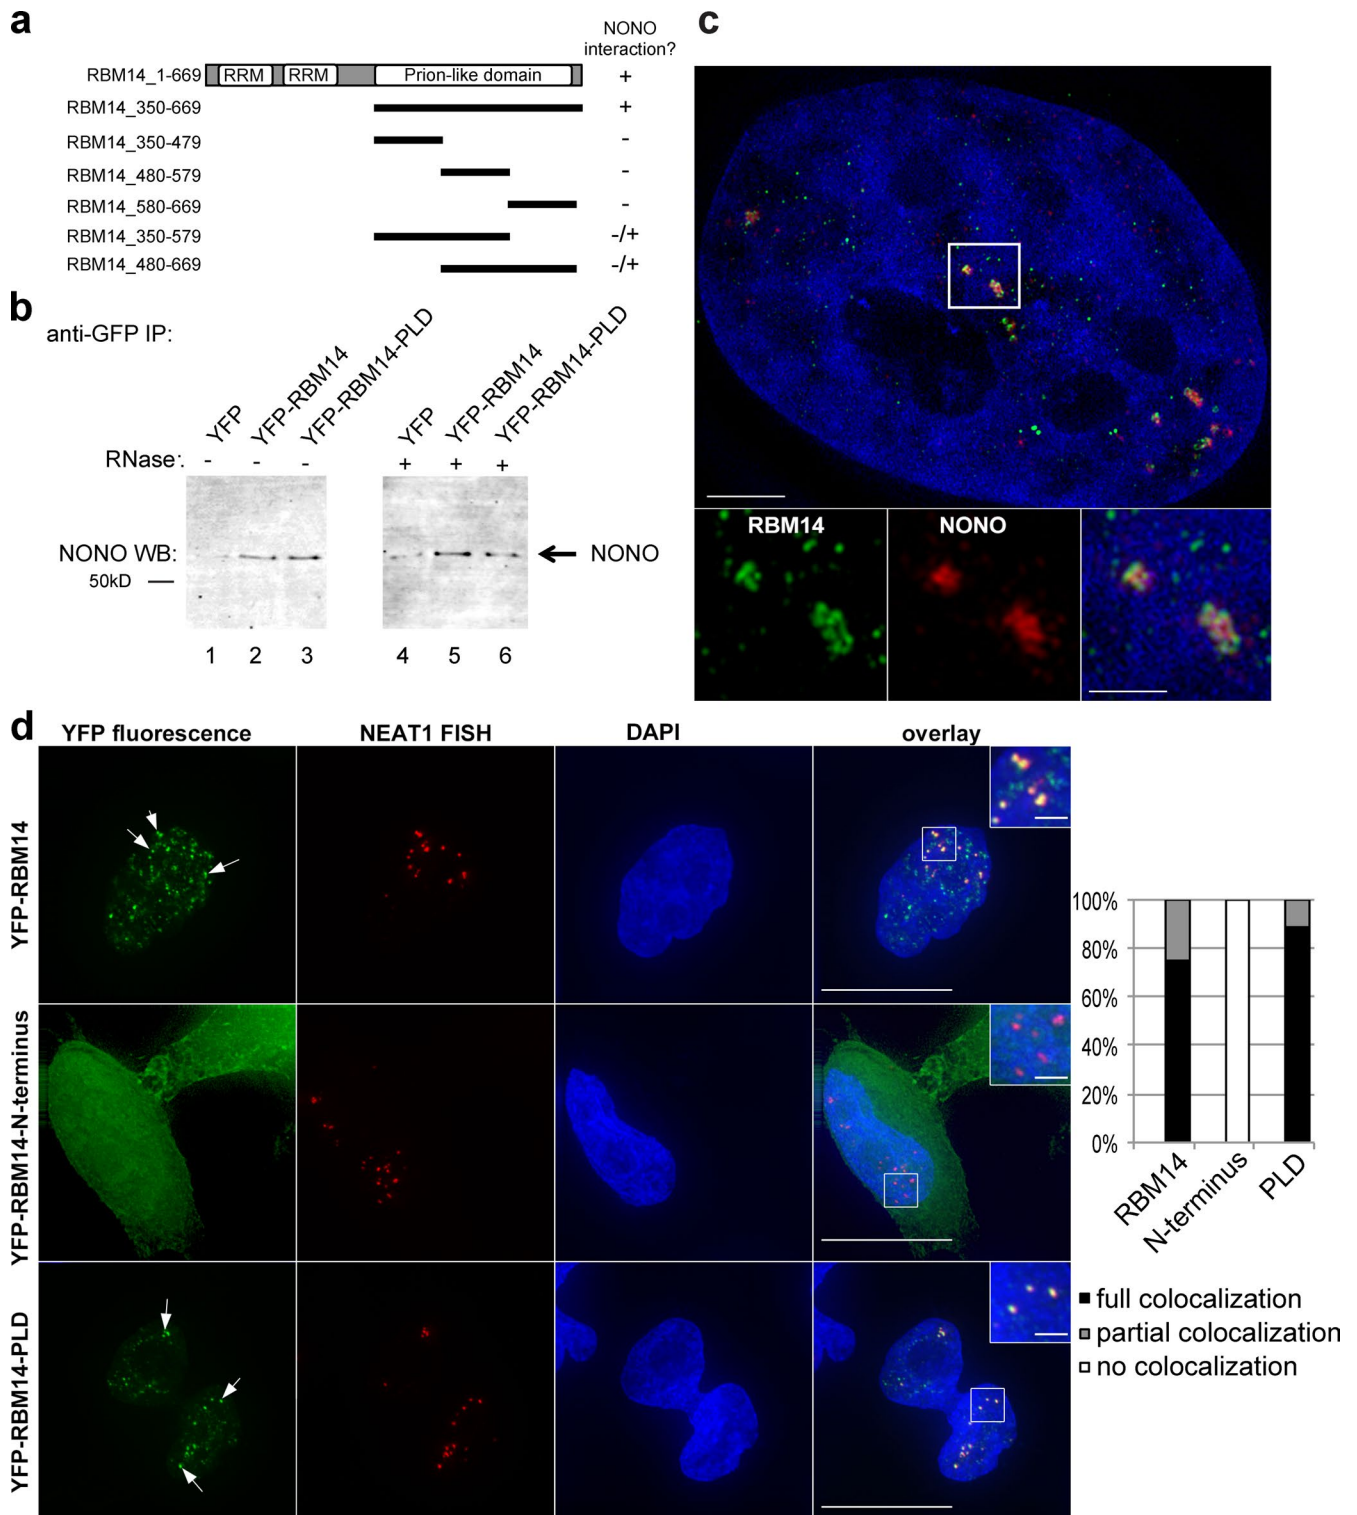 a
NONO
interaction?
RBM14_1-669 RRM RRM Prion-like domain +
RBM14_350-669 +
RBM14_350-479 -
RBM14_480-579 -
RBM14_580-669 -
RBM14_350-579 -/+
RBM14_480-669 -/+
b
anti-GFP IP:
YFP YFP-RBM14 YFP-RBM14-PLD YFP YFP-RBM14 YFP-RBM14-PLD
RNase: - - - + + +
NONO WB: NONO
50kD
1 2 3 4 5 6
c
RBM14 NONO
d
YFP fluorescence NEAT1 FISH DAPI overlay
YFP-RBM14
YFP-RBM14-N-terminus
YFP-RBM14-PLD
100%
80%
60%
40%
20%
0%
RBM14 N-terminus PLD
full colocalization
partial colocalization
no colocalization